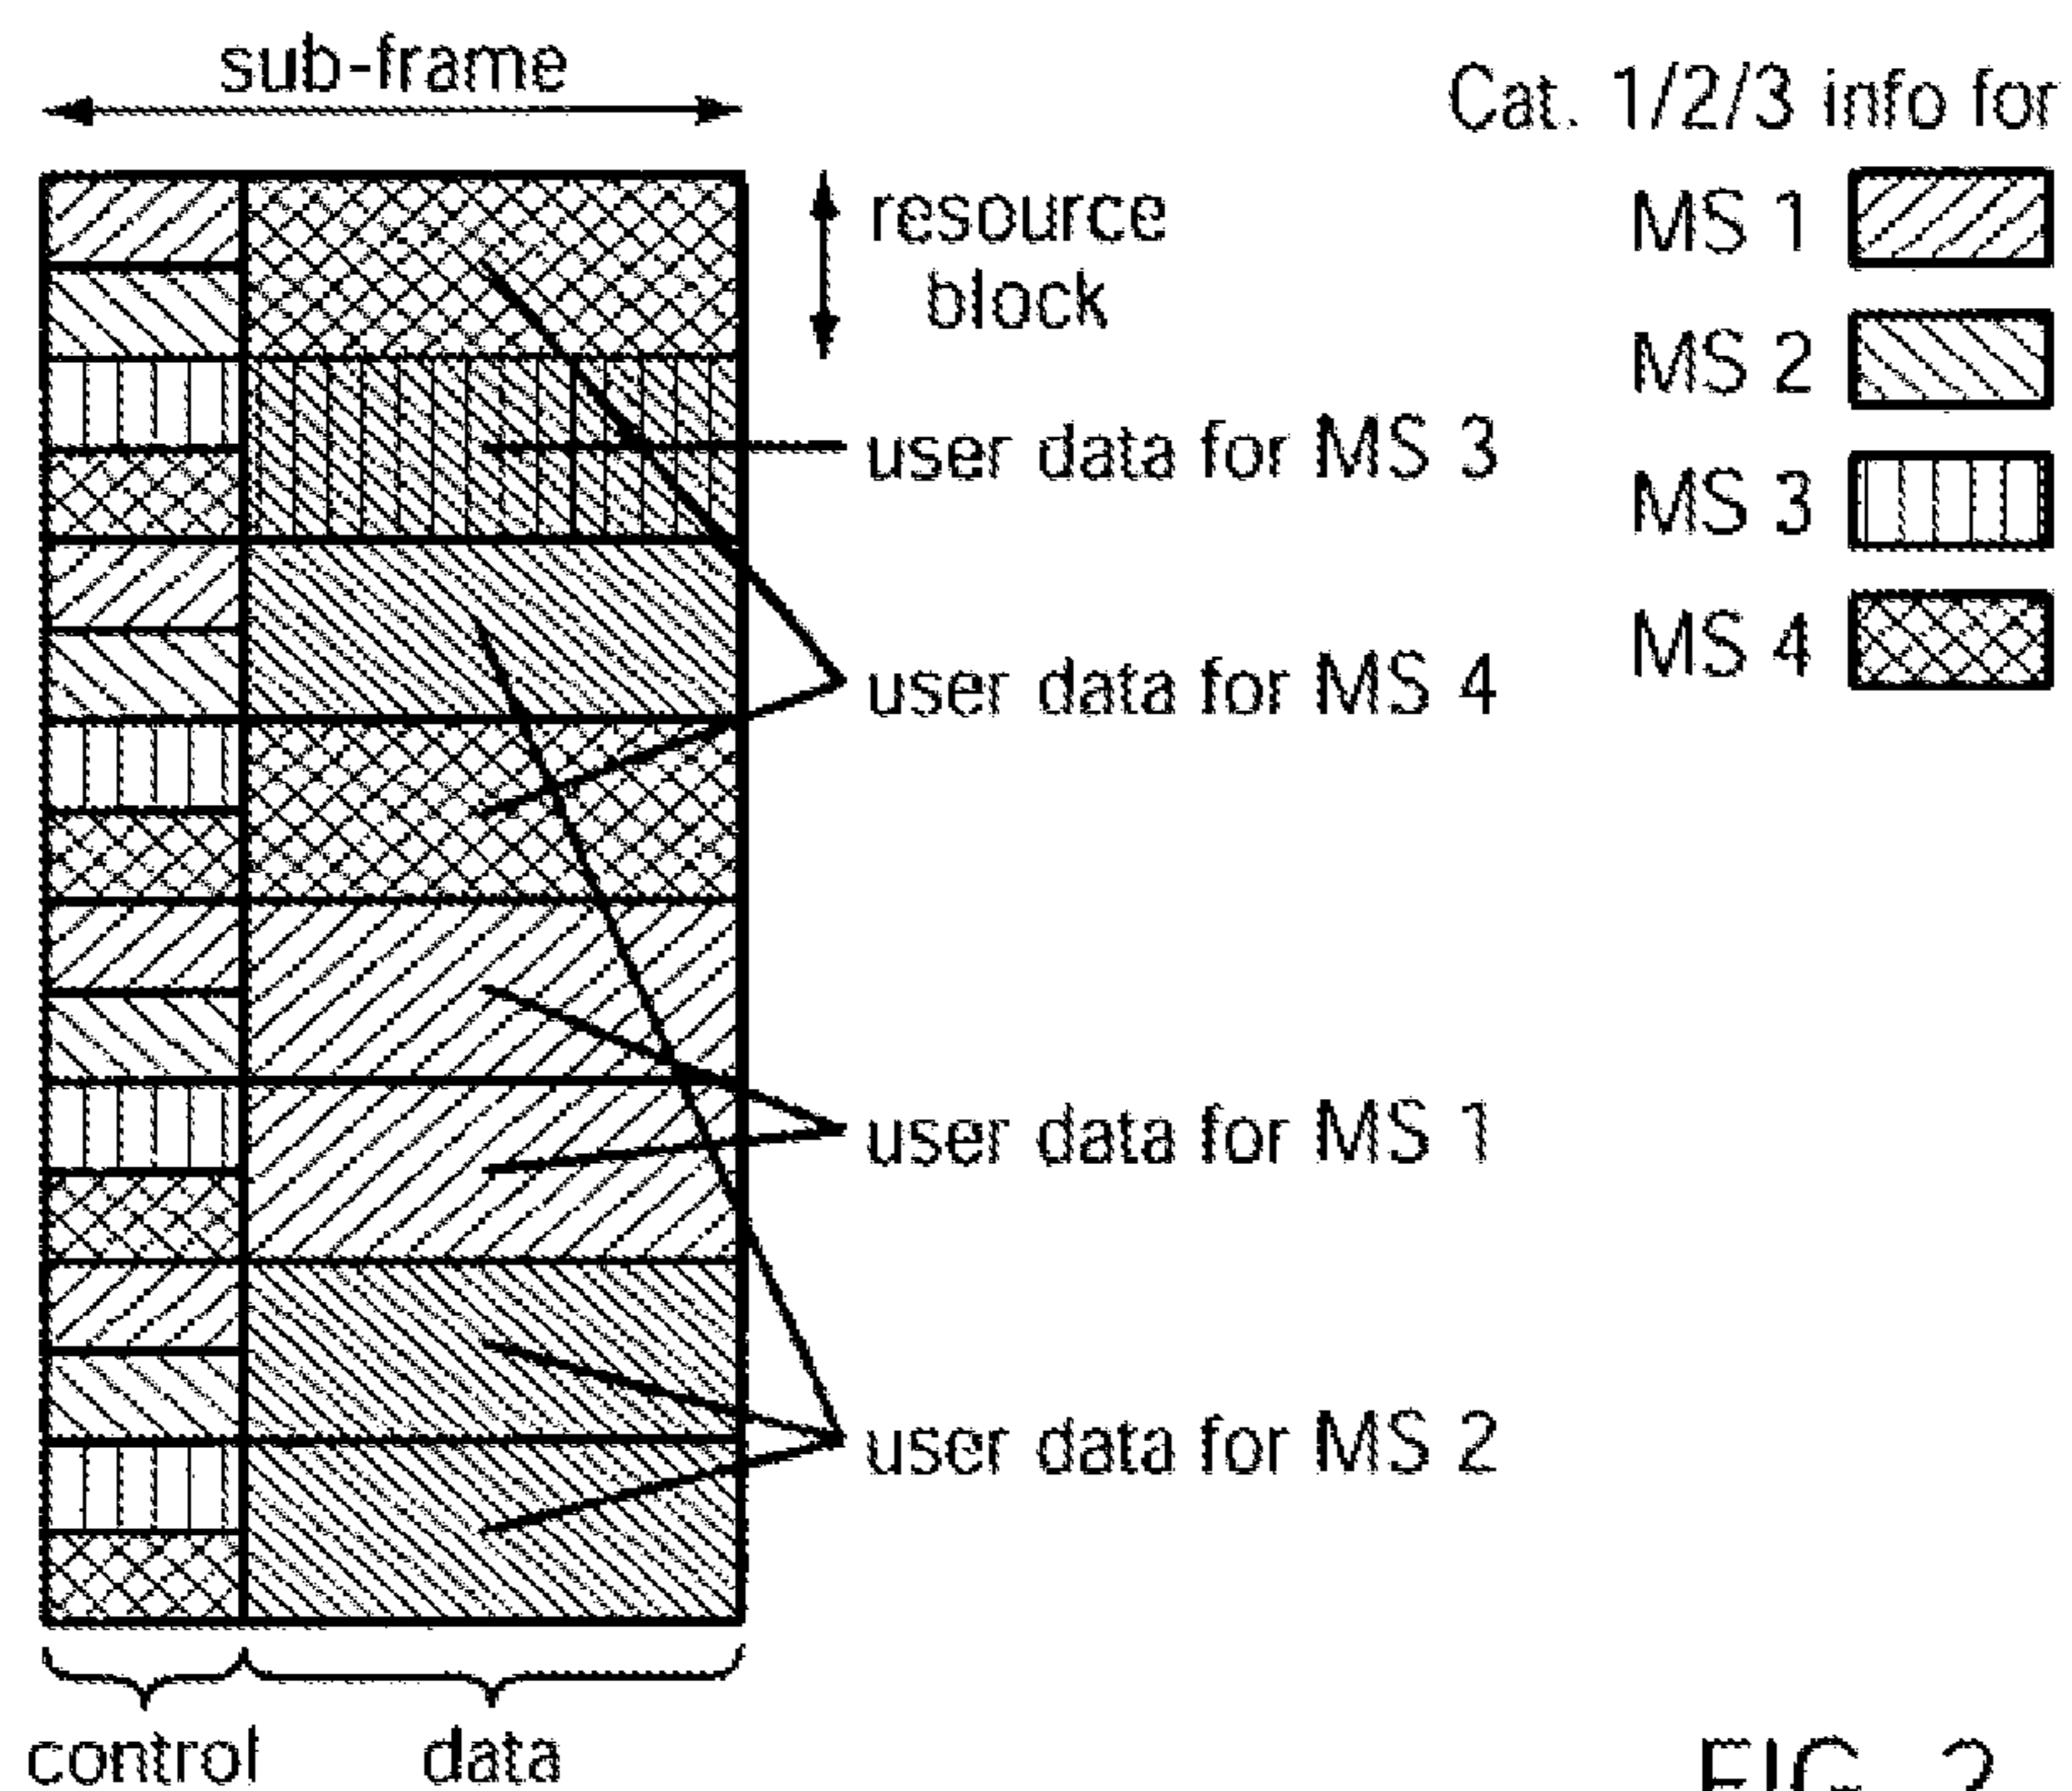 sub-frame
Cat. 1/2/3 info for
resource
block
MS 1
MS 2
MS 3
MS 4
user data for MS 3
user data for MS 4
user data for MS 1
user data for MS 2
control
data
FIG. 2